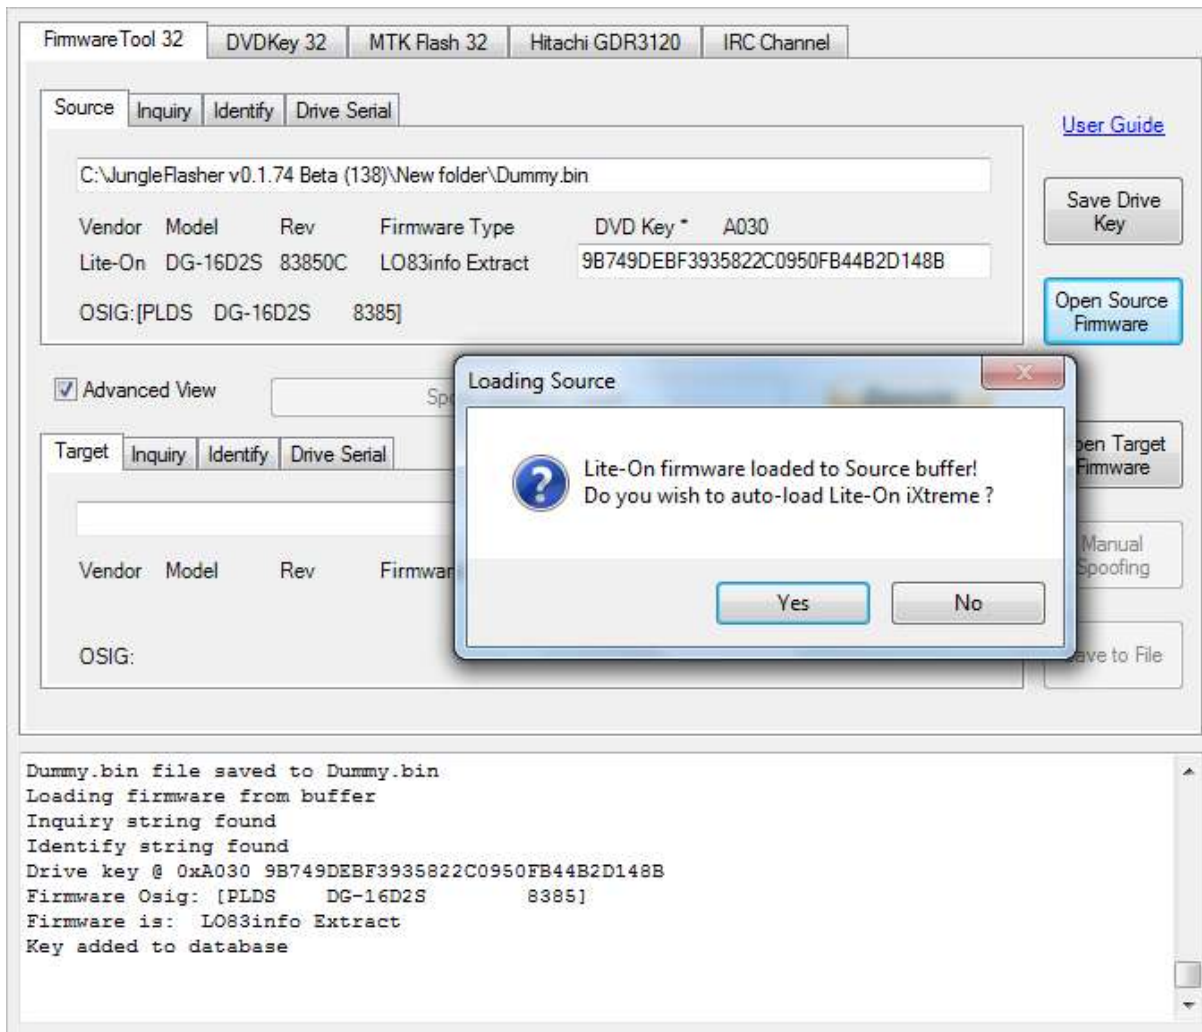 FirmwareTool 32 DVDKey 32 MTK Flash 32 Hitachi GDR3120 IRC Channel
Source Inquiry Identify Drive Serial
User Guide
C:\JungleFlasher v0.1.74 Beta (138)\New folder\Dummy.bin
Save Drive
Key
Vendor Model Rev Firmware Type DVD Key * A030
Lite-On DG-16D2S 83850C LO83info Extract 9B749DEBF3935822C0950FB44B2D148B
OSIG:[PLDS DG-16D2S 8385]
Open Source
Firmware
Advanced View
Loading Source
Lite-On firmware loaded to Source buffer!
Do you wish to auto-load Lite-On iXtreme ?
Yes No
Target Inquiry Identify Drive Serial
Target
Firmware
Vendor Model Rev
Manual
Spoofing
OSIG:
to File
Dummy.bin file saved to Dummy.bin
Loading firmware from buffer
Inquiry string found
Identify string found
Drive key @ 0xA030 9B749DEBF3935822C0950FB44B2D148B
Firmware Osig: [PLDS DG-16D2S 8385]
Firmware is: LO83info Extract
Key added to database